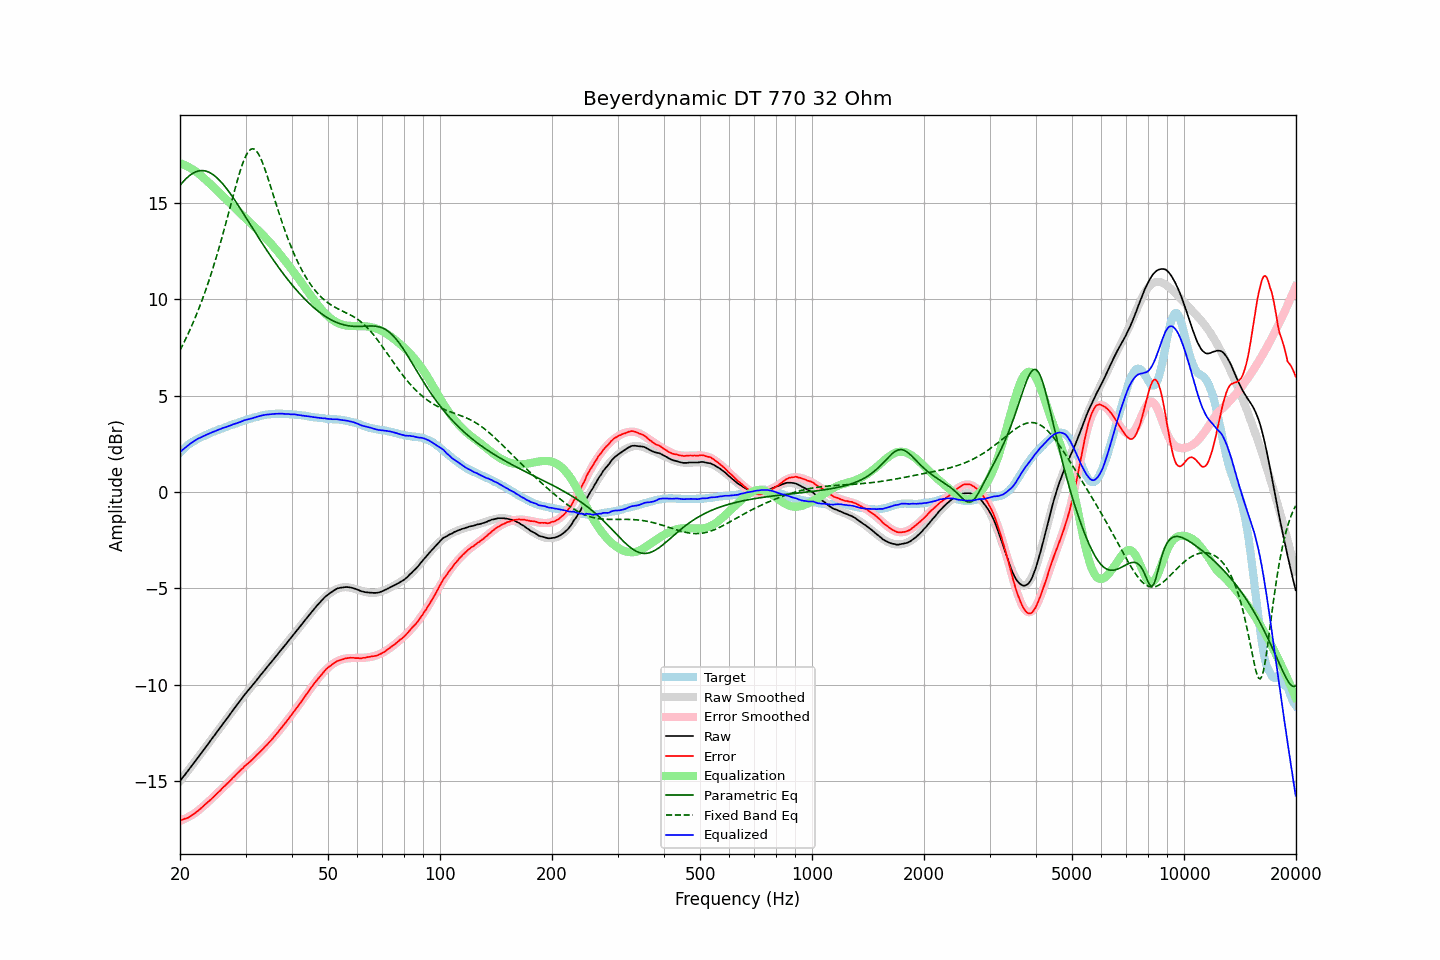 Beyerdynamic DT 770 32 Ohm
Amplitude (dBr)
15
10
5
0
−5
−10
−15
Target
Raw Smoothed
Error Smoothed
Raw
Error
Equalization
Parametric Eq
Fixed Band Eq
Equalized
20 50 100 200 500 1000 2000 5000 10000 20000
Frequency (Hz)